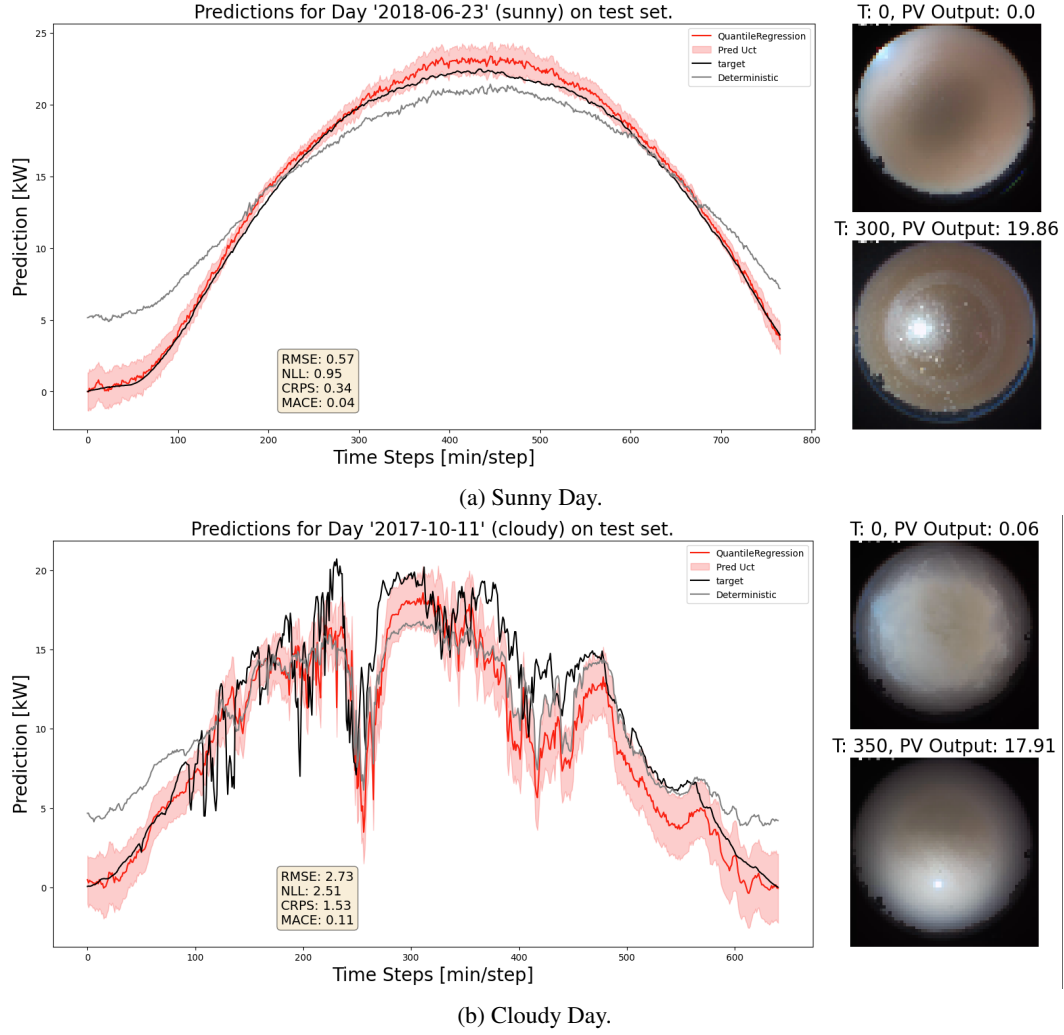 Predictions for Day '2018-06-23' (sunny) on test set.
QuantileRegression
Pred Uct
target
Deterministic
25
20
15
10
5
0
Prediction [kW]
RMSE: 0.57
NLL: 0.95
CRPS: 0.34
MACE: 0.04
0 100 200 300 400 500 600 700 800
Time Steps [min/step]
T: 0, PV Output: 0.0
T: 300, PV Output: 19.86
(a) Sunny Day.
Predictions for Day '2017-10-11' (cloudy) on test set.
QuantileRegression
Pred Uct
target
Deterministic
20
15
10
5
0
Prediction [kW]
RMSE: 2.73
NLL: 2.51
CRPS: 1.53
MACE: 0.11
0 100 200 300 400 500 600
Time Steps [min/step]
T: 0, PV Output: 0.06
T: 350, PV Output: 17.91
(b) Cloudy Day.